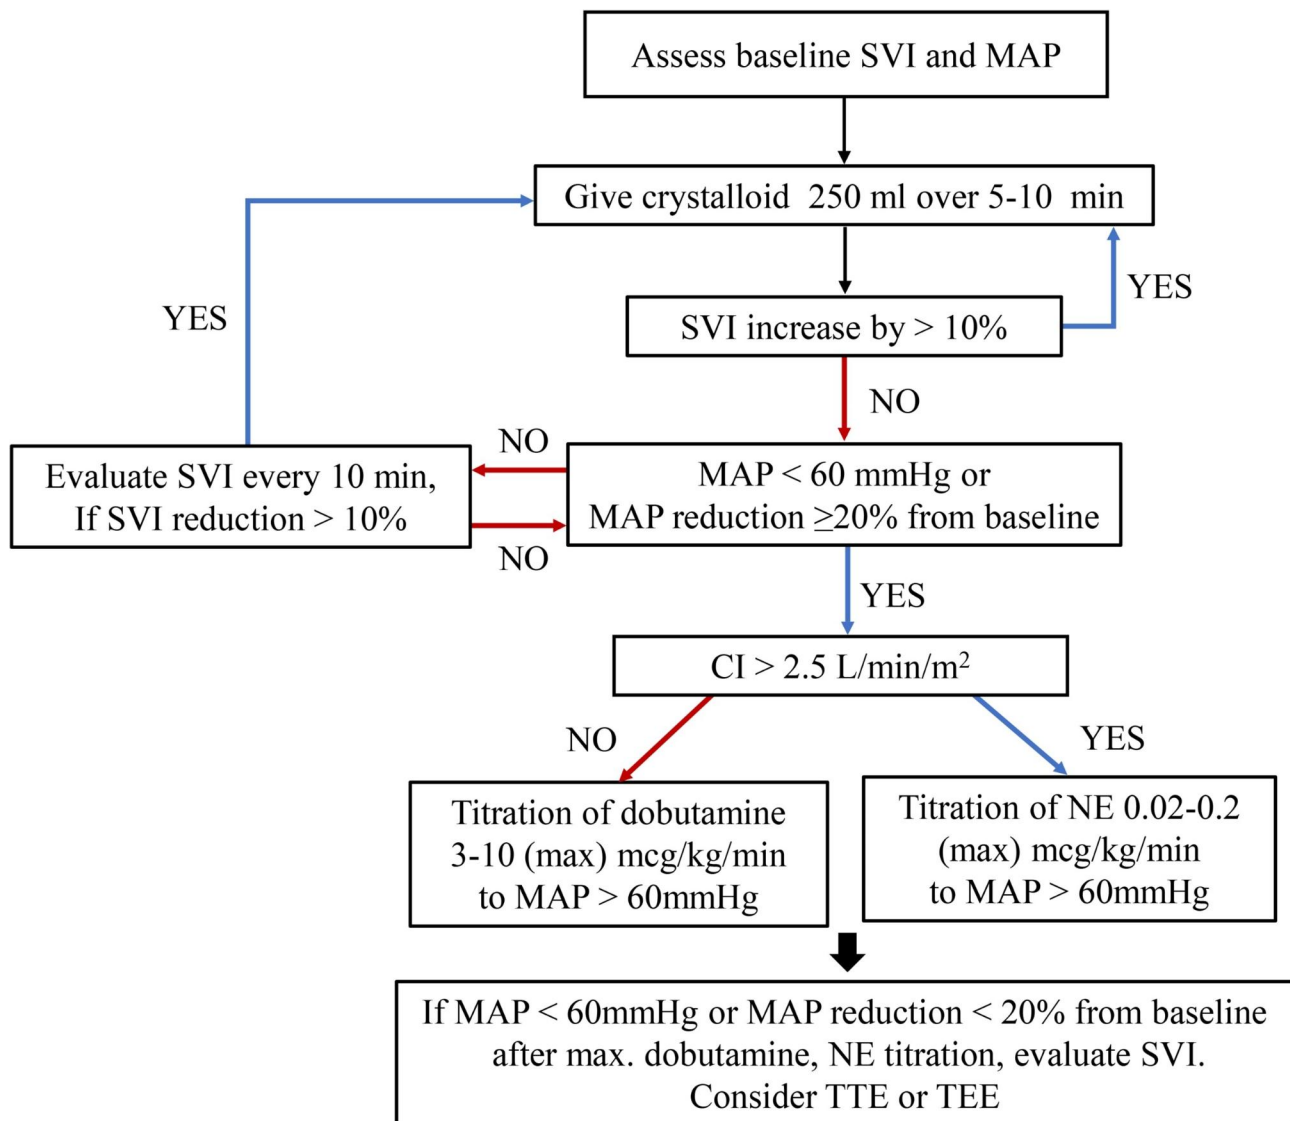 Assess baseline SVI and MAP
Give crystalloid 250 ml over 5-10 min
YES
YES
SVI increase by > 10%
NO
NO
Evaluate SVI every 10 min,
If SVI reduction > 10%
MAP < 60 mmHg or
MAP reduction ≥20% from baseline
NO
YES
CI > 2.5 L/min/m²
NO
YES
Titration of dobutamine
3-10 (max) mcg/kg/min
to MAP > 60mmHg
Titration of NE 0.02-0.2
(max) mcg/kg/min
to MAP > 60mmHg
If MAP < 60mmHg or MAP reduction < 20% from baseline
after max. dobutamine, NE titration, evaluate SVI.
Consider TTE or TEE